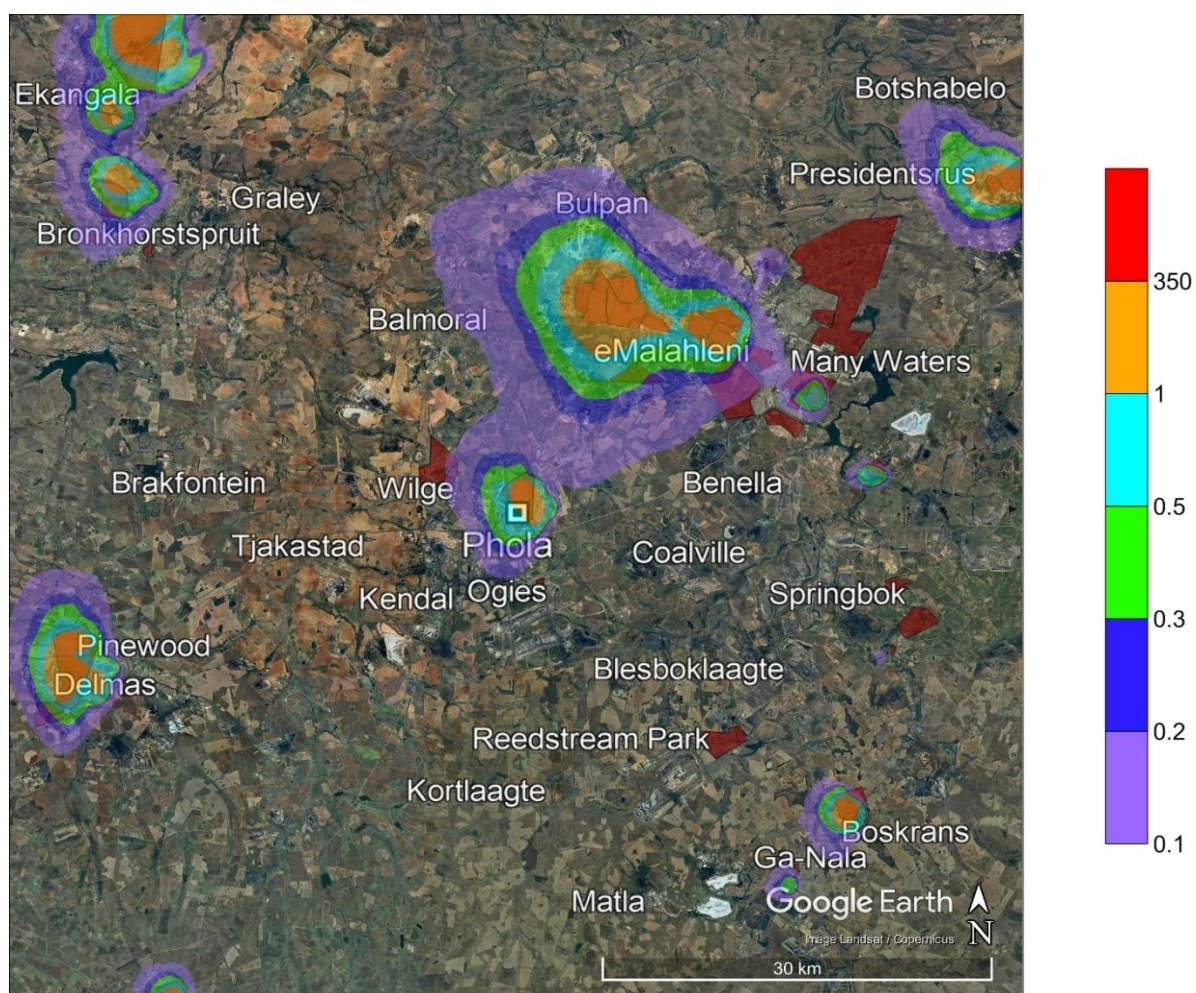 Botshabelo
Ekangala
Presidentsrus
Graley
Bulpan
Bronkhorstspruit
Balmoral
eMalahleni
Many Waters
Brakfontein
Wilge
Benella
Tjakastad
Phola
Coalville
Kendal
Ogies
Springbok
Pinewood
Delmas
Blesboklaagte
Reedstream Park
Kortlaagte
Boskrans
Ga-Nala
Matla
Google Earth
Image Landsat / Copernicus
N
30 km
350
1
0.5
0.3
0.2
0.1